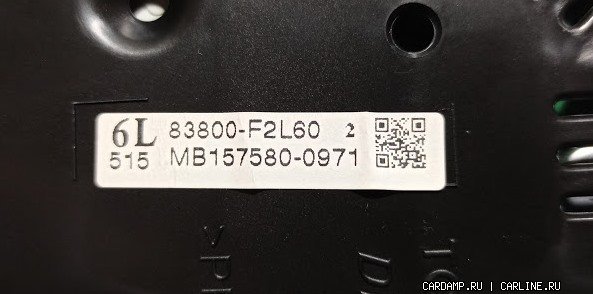 6L 83800-F2L60 2
515 MB157580-0971
>P
CARDAMP.RU | CARLINE.RU